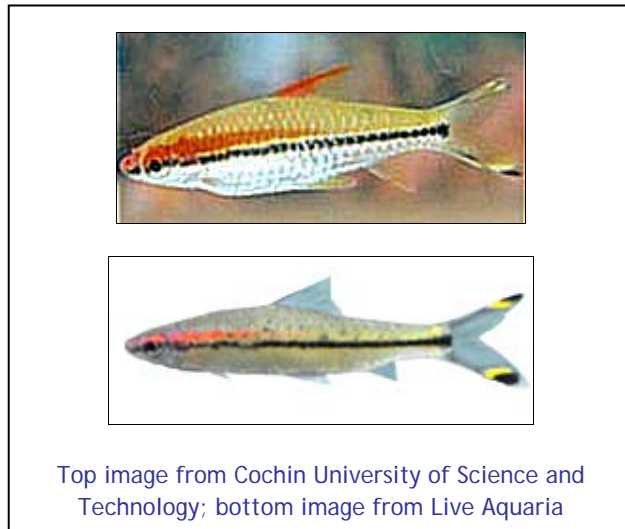 Top image from Cochin University of Science and
Technology; bottom image from Live Aquaria